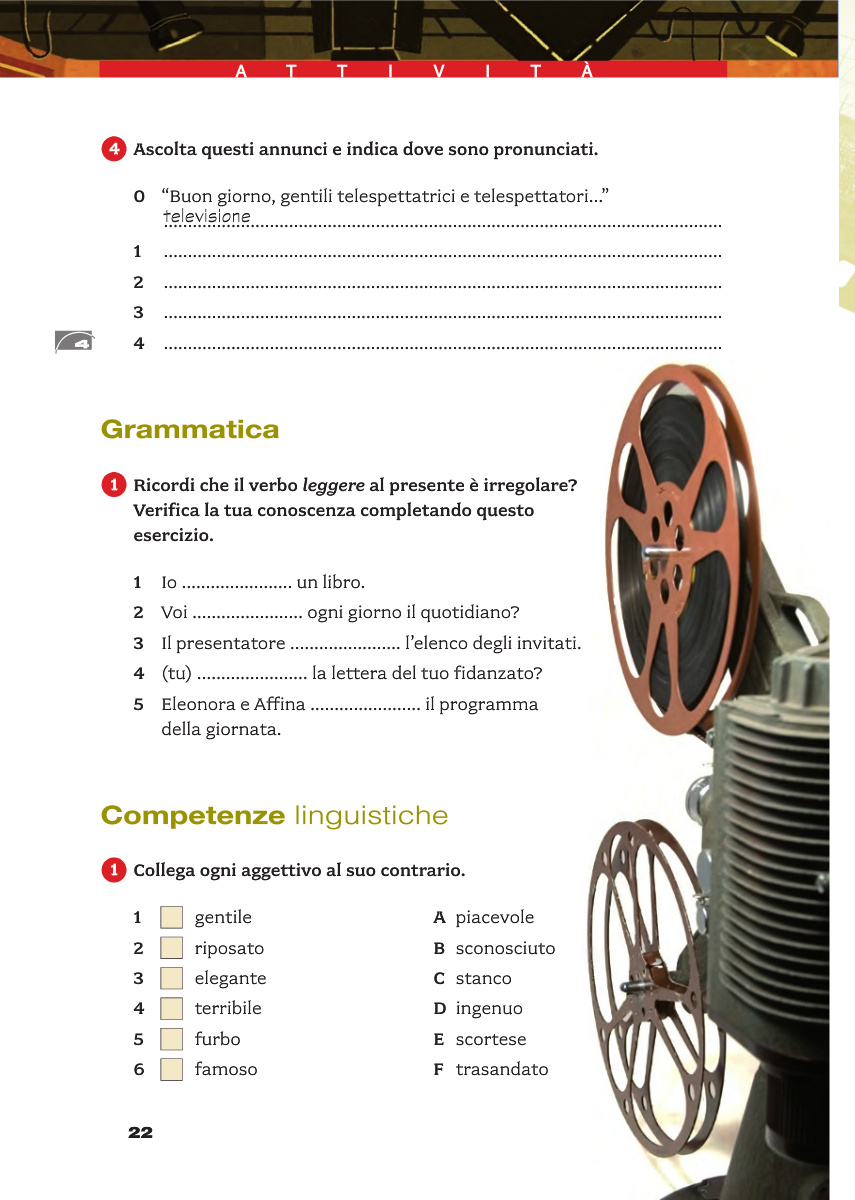 A T T I V I T À
4 Ascolta questi annunci e indica dove sono pronunciati.
0 “Buon giorno, gentili telespettatrici e telespettatori...”
televisione
1 ........................................................................
2 ........................................................................
3 ........................................................................
4
4 ........................................................................
Grammatica
1 Ricordi che il verbo leggere al presente è irregolare?
Verifica la tua conoscenza completando questo
esercizio.
1 Io ....................... un libro.
2 Voi ....................... ogni giorno il quotidiano?
3 Il presentatore ....................... l’elenco degli invitati.
4 (tu) ....................... la lettera del tuo fidanzato?
5 Eleonora e Affina ....................... il programma
della giornata.
Competenze linguistiche
1 Collega ogni aggettivo al suo contrario.
1 gentile A piacevole
2 riposato B sconosciuto
3 elegante C stanco
4 terribile D ingenuo
5 furbo E scortese
6 famoso F trasandato
22